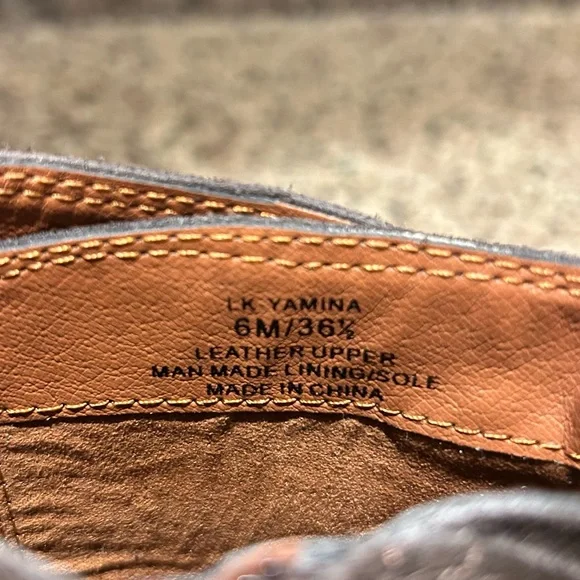 LK YAMINA
6M/36½
LEATHER UPPER
MAN MADE LINING/SOLE
MADE IN CHINA